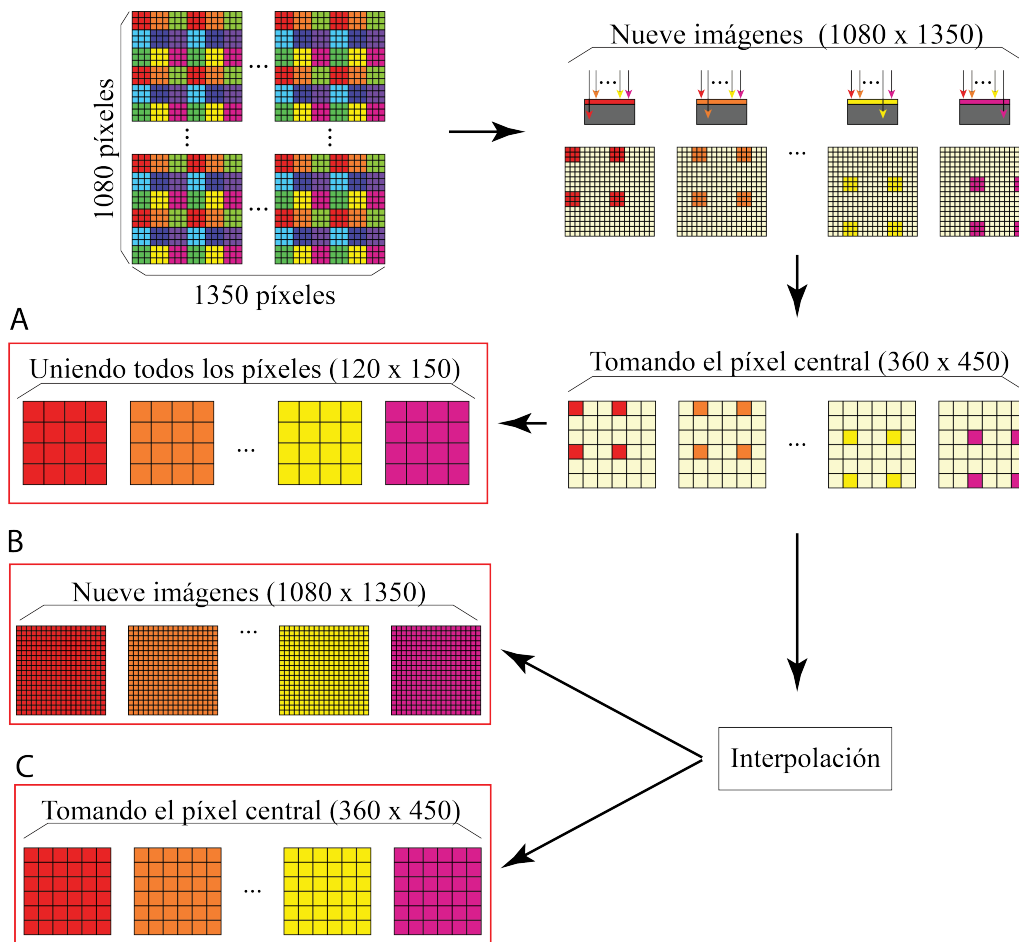 Nueve imágenes (1080 x 1350)
...
...
...
...
1080 píxeles
...
...
...
...
1350 píxeles
A
Uniendo todos los píxeles (120 x 150)
...
Tomando el píxel central (360 x 450)
...
B
Nueve imágenes (1080 x 1350)
...
Interpolación
C
Tomando el píxel central (360 x 450)
...